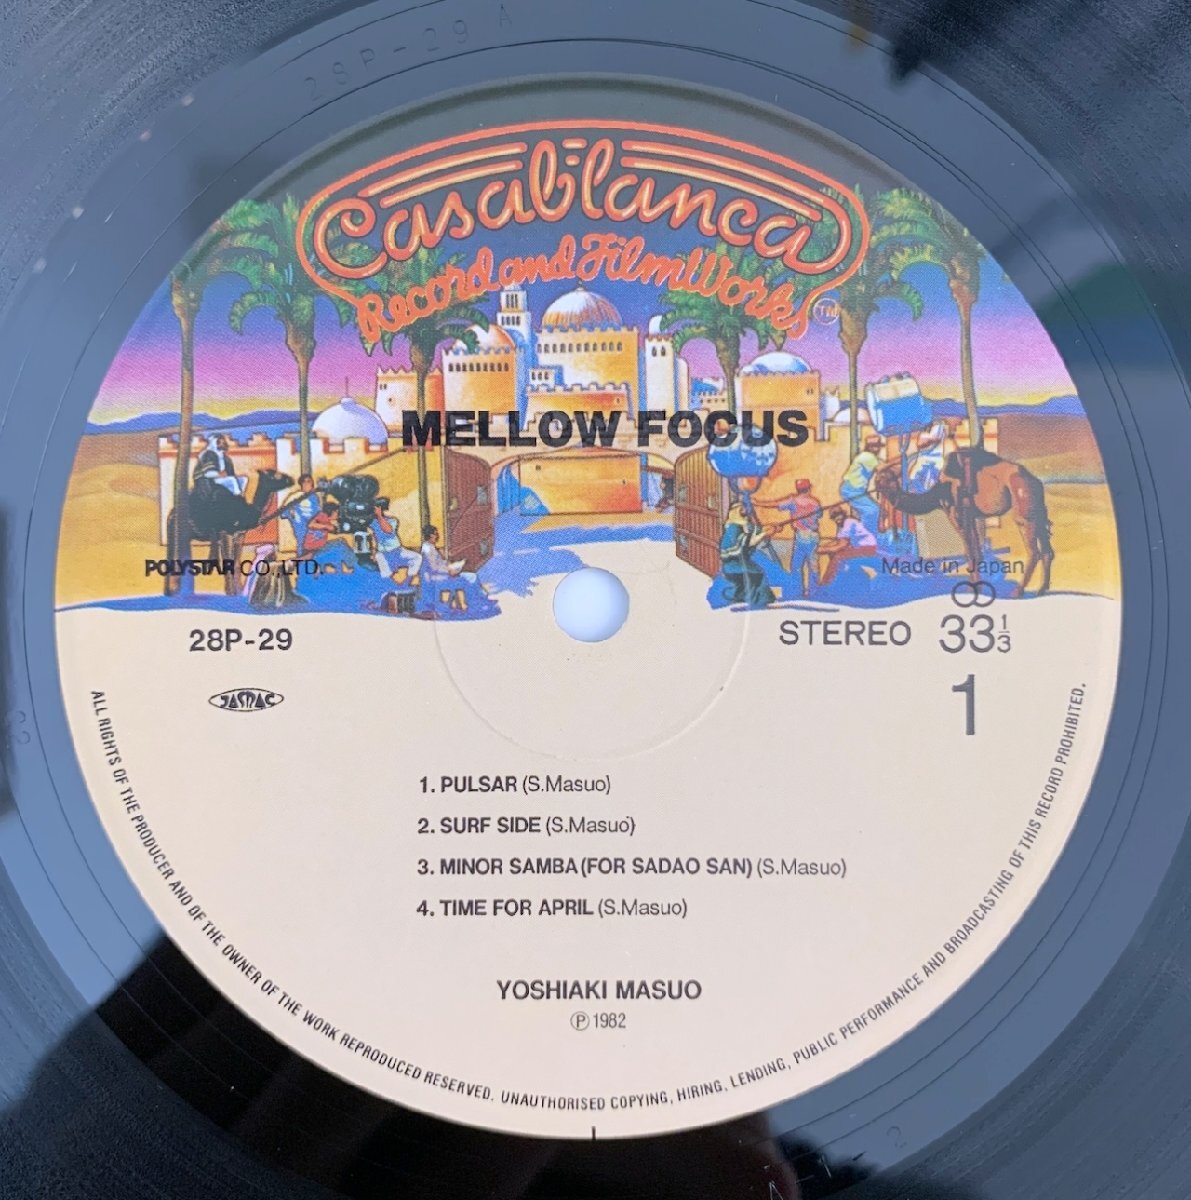 28P-29 A
Casablanca
Record and FilmWorks
TM
MELLOW FOCUS
POLYSTAR CO., LTD.
Made in Japan
28P-29
STEREO 33 1/3
JASRAC
1
1. PULSAR (S.Masuo)
2. SURF SIDE (S.Masuo)
3. MINOR SAMBA (FOR SADAO SAN) (S.Masuo)
4. TIME FOR APRIL (S.Masuo)
YOSHIAKI MASUO
Ⓟ 1982
ALL RIGHTS OF THE PRODUCER AND OF THE OWNER OF THE WORK REPRODUCED RESERVED. UNAUTHORISED COPYING, HIRING, LENDING, PUBLIC PERFORMANCE AND BROADCASTING OF THIS RECORD PROHIBITED.